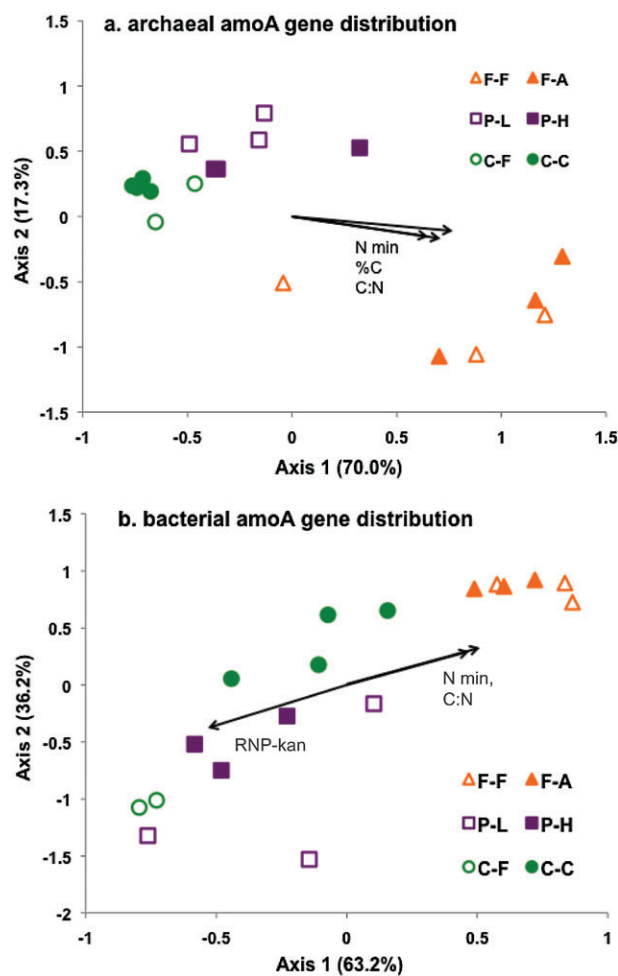 a. archaeal amoA gene distribution
1.5
1
0.5
0
-0.5
-1
-1.5
Axis 2 (17.3%)
F-F F-A
P-L P-H
C-F C-C
N min
%C
C:N
-1 -0.5 0 0.5 1 1.5
Axis 1 (70.0%)
b. bacterial amoA gene distribution
1.5
1
0.5
0
-0.5
-1
-1.5
-2
Axis 2 (36.2%)
N min,
C:N
RNP-kan
F-F F-A
P-L P-H
C-F C-C
-1 -0.5 0 0.5 1
Axis 1 (63.2%)